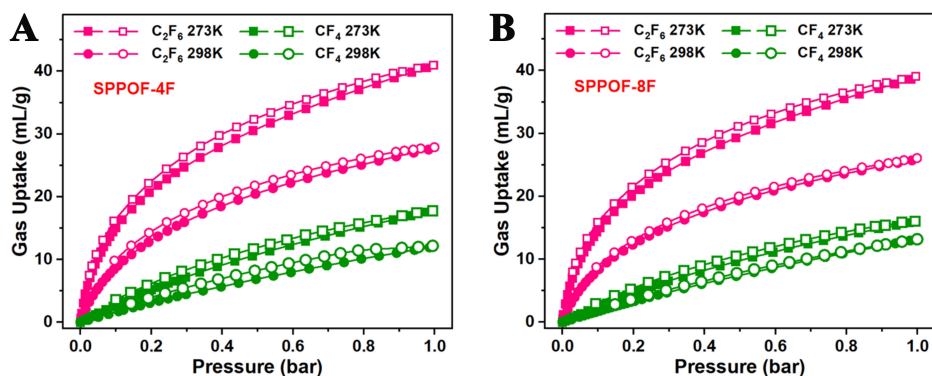 A
C₂F₆ 273K CF₄ 273K
C₂F₆ 298K CF₄ 298K
SPPOF-4F
Gas Uptake (mL/g)
40
30
20
10
0
0.0 0.2 0.4 0.6 0.8 1.0
Pressure (bar)
B
C₂F₆ 273K CF₄ 273K
C₂F₆ 298K CF₄ 298K
SPPOF-8F
Gas Uptake (mL/g)
40
30
20
10
0
0.0 0.2 0.4 0.6 0.8 1.0
Pressure (bar)